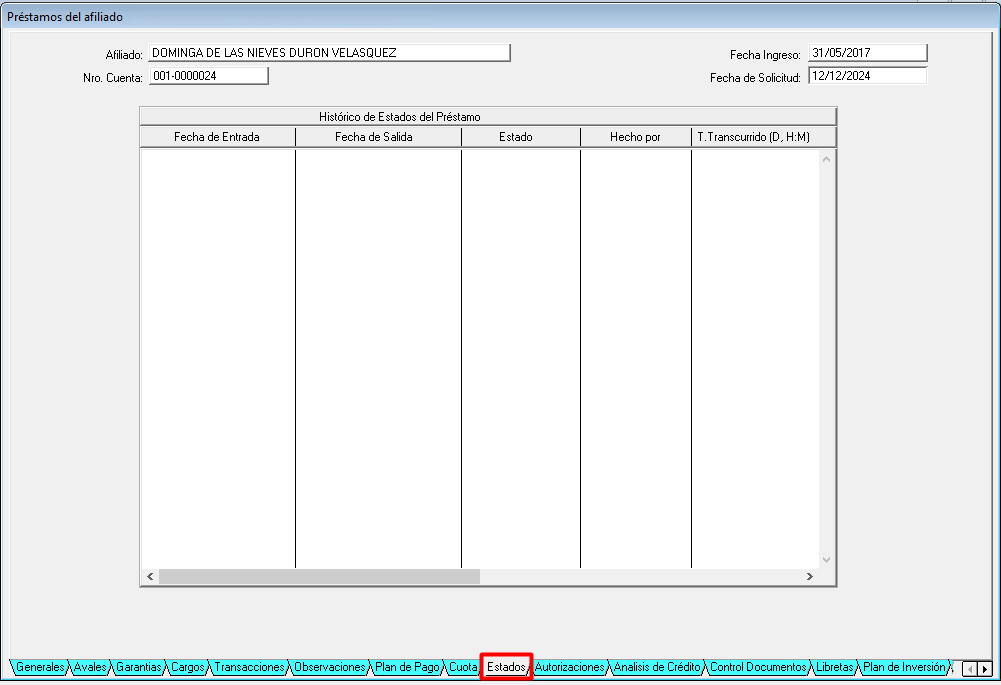 Préstamos del afiliado
Afiliado: DOMINGA DE LAS NIEVES DURON VELASQUEZ Fecha Ingreso: 31/05/2017
Nro. Cuenta: 001-0000024 Fecha de Solicitud: 12/12/2024
Histórico de Estados del Préstamo
Fecha de Entrada Fecha de Salida Estado Hecho por T.Transcurrido (D, H:M)
Generales Avales Garantias Cargos Transacciones Observaciones Plan de Pago Cuota Estados Autorizaciones Analisis de Crédito Control Documentos Libretas Plan de Inversión